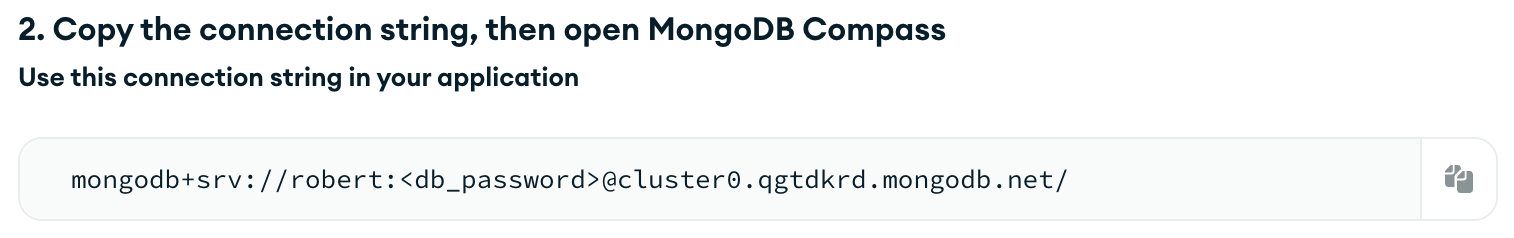 2. Copy the connection string, then open MongoDB Compass
Use this connection string in your application
mongodb+srv://robert:<db_password>@cluster0.qgtdkrd.mongodb.net/